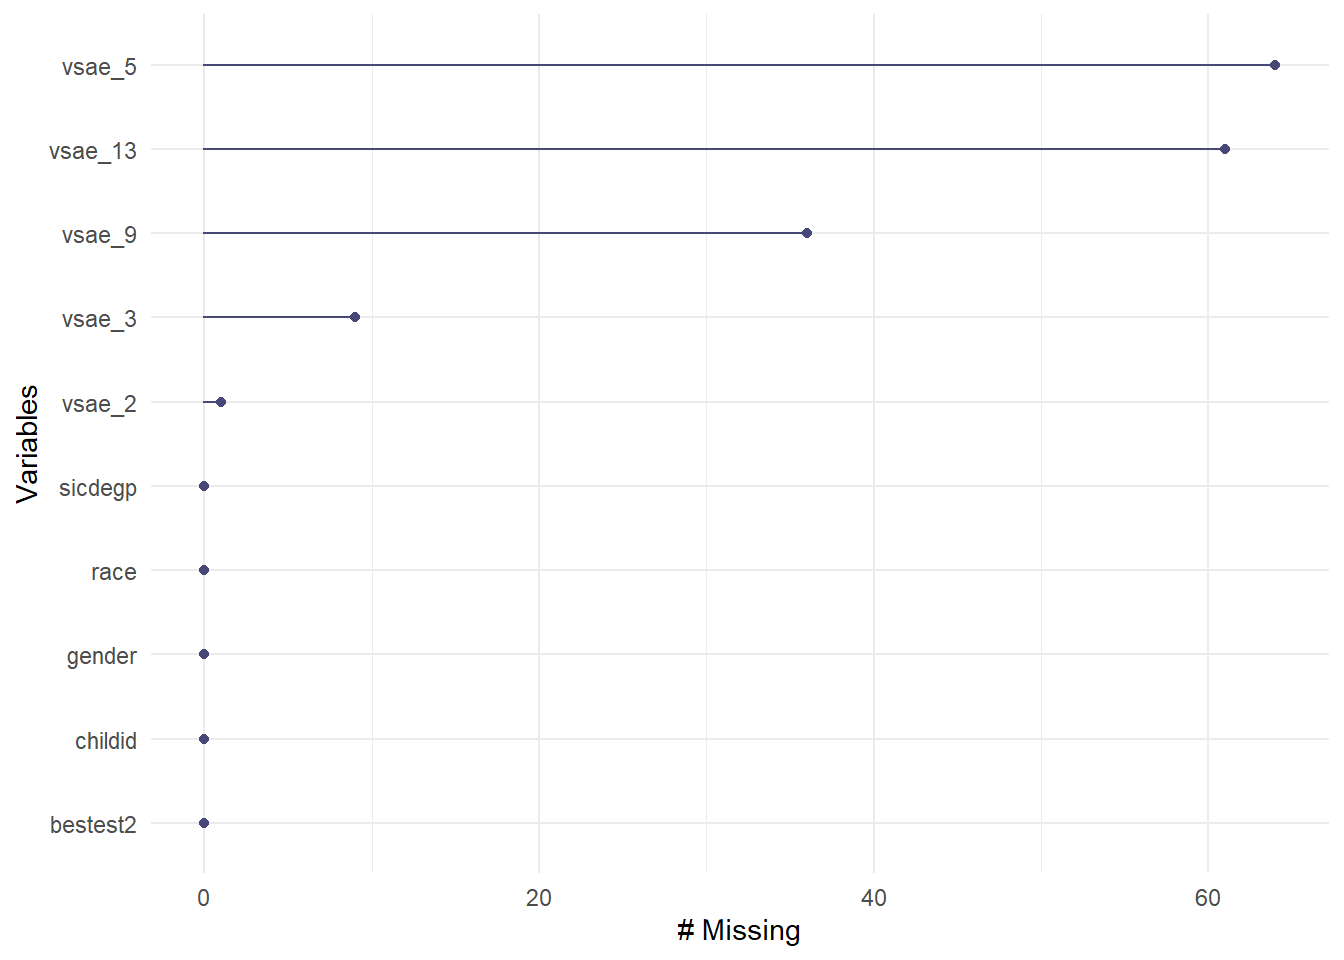 vsae_5
vsae_13
vsae_9
vsae_3
vsae_2
sicdegp
race
gender
childid
bestest2
Variables
0 20 40 60
# Missing